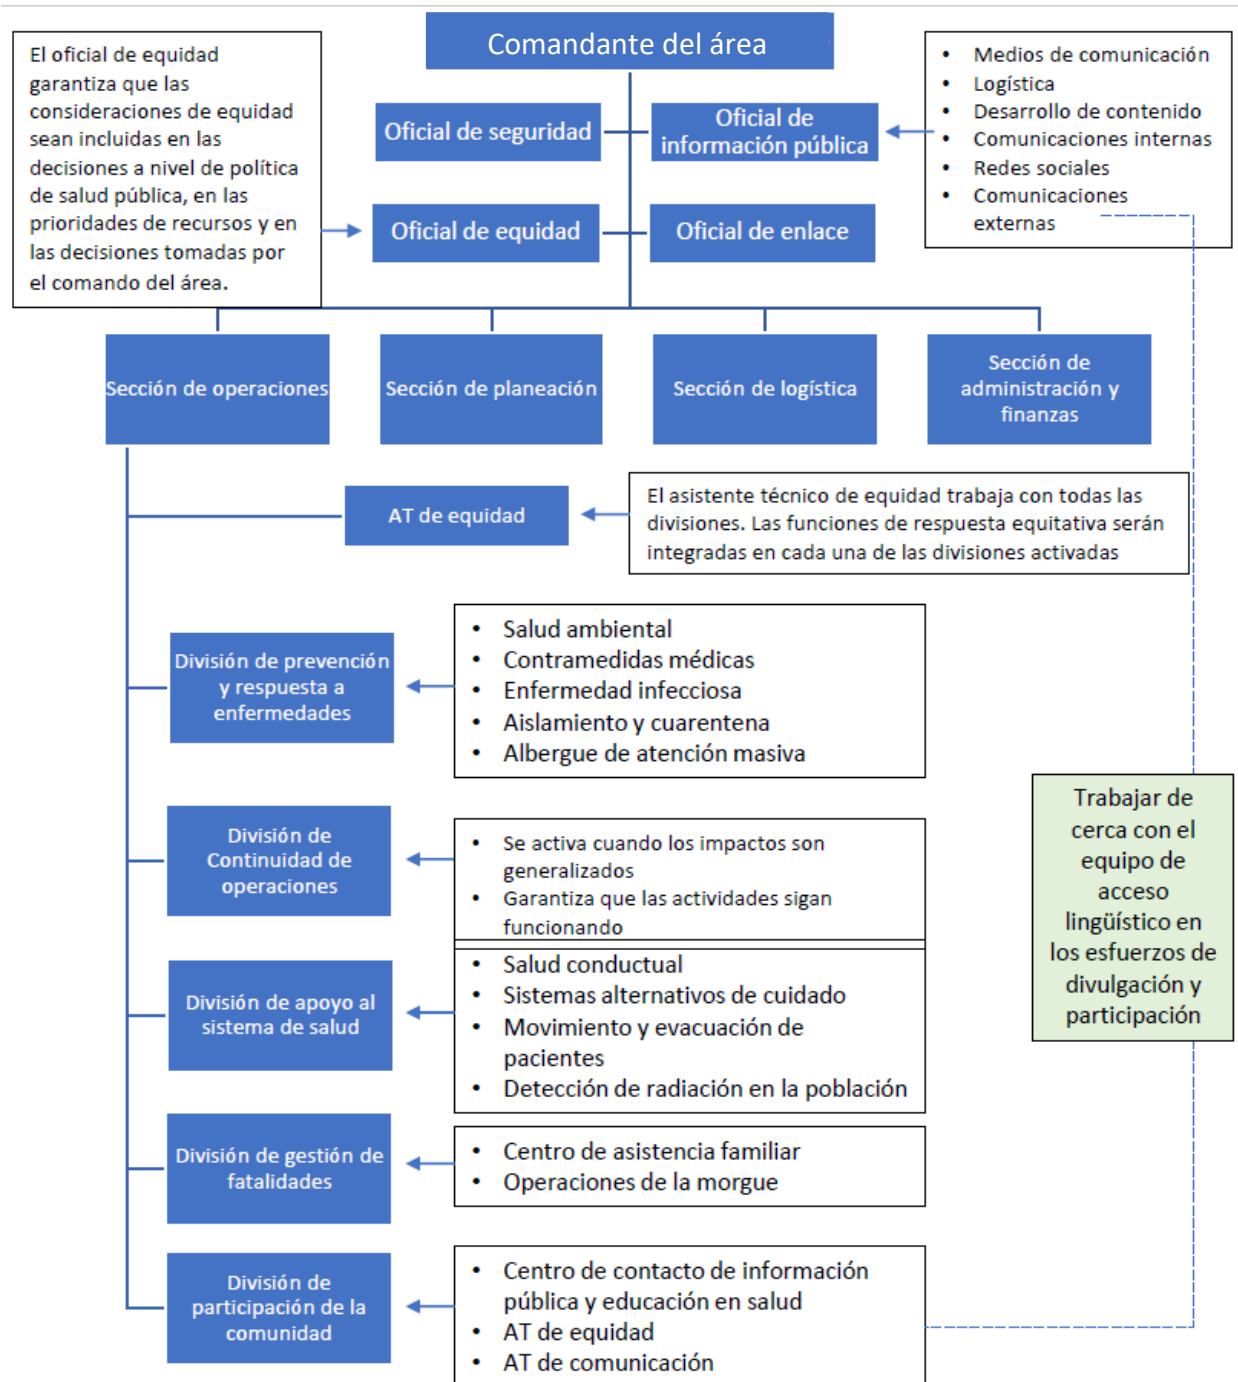 Comandante del área
El oficial de equidad
garantiza que las
consideraciones de equidad
sean incluidas en las
decisiones a nivel de política
de salud pública, en las
prioridades de recursos y en
las decisiones tomadas por
el comando del área.
Oficial de seguridad
Oficial de
información pública
• Medios de comunicación
• Logística
• Desarrollo de contenido
• Comunicaciones internas
• Redes sociales
• Comunicaciones
externas
Oficial de equidad
Oficial de enlace
Sección de operaciones
Sección de planeación
Sección de logística
Sección de
administración y
finanzas
AT de equidad
El asistente técnico de equidad trabaja con todas las
divisiones. Las funciones de respuesta equitativa serán
integradas en cada una de las divisiones activadas
División de prevención
y respuesta a
enfermedades
• Salud ambiental
• Contramedidas médicas
• Enfermedad infecciosa
• Aislamiento y cuarentena
• Albergue de atención masiva
División de
Continuidad de
operaciones
• Se activa cuando los impactos son
generalizados
• Garantiza que las actividades sigan
funcionando
División de apoyo al
sistema de salud
• Salud conductual
• Sistemas alternativos de cuidado
• Movimiento y evacuación de
pacientes
• Detección de radiación en la población
Trabajar de
cerca con el
equipo de
acceso
lingüístico en
los esfuerzos de
divulgación y
participación
División de gestión de
fatalidades
• Centro de asistencia familiar
• Operaciones de la morgue
División de
participación de la
comunidad
• Centro de contacto de información
pública y educación en salud
• AT de equidad
• AT de comunicación